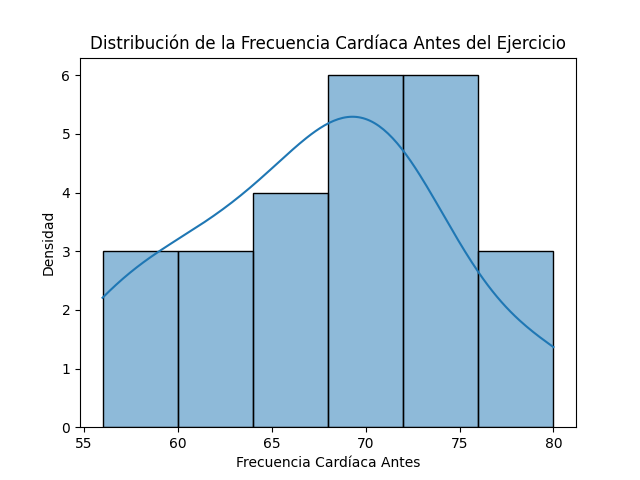 Distribución de la Frecuencia Cardíaca Antes del Ejercicio
6
5
4
3
2
1
0
Densidad
55 60 65 70 75 80
Frecuencia Cardíaca Antes